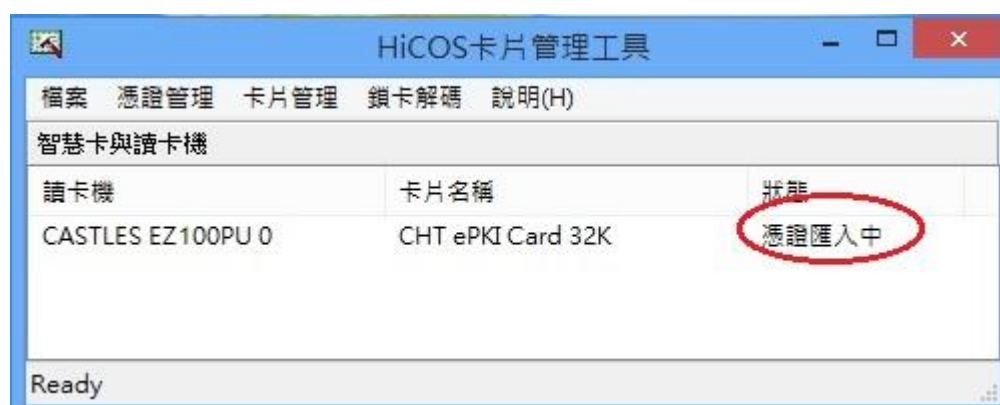 HiCOS卡片管理工具
檔案 憑證管理 卡片管理 鎖卡解碼 說明(H)
智慧卡與讀卡機
讀卡機 卡片名稱 狀態
CASTLES EZ100PU 0 CHT ePKI Card 32K 憑證匯入中
Ready